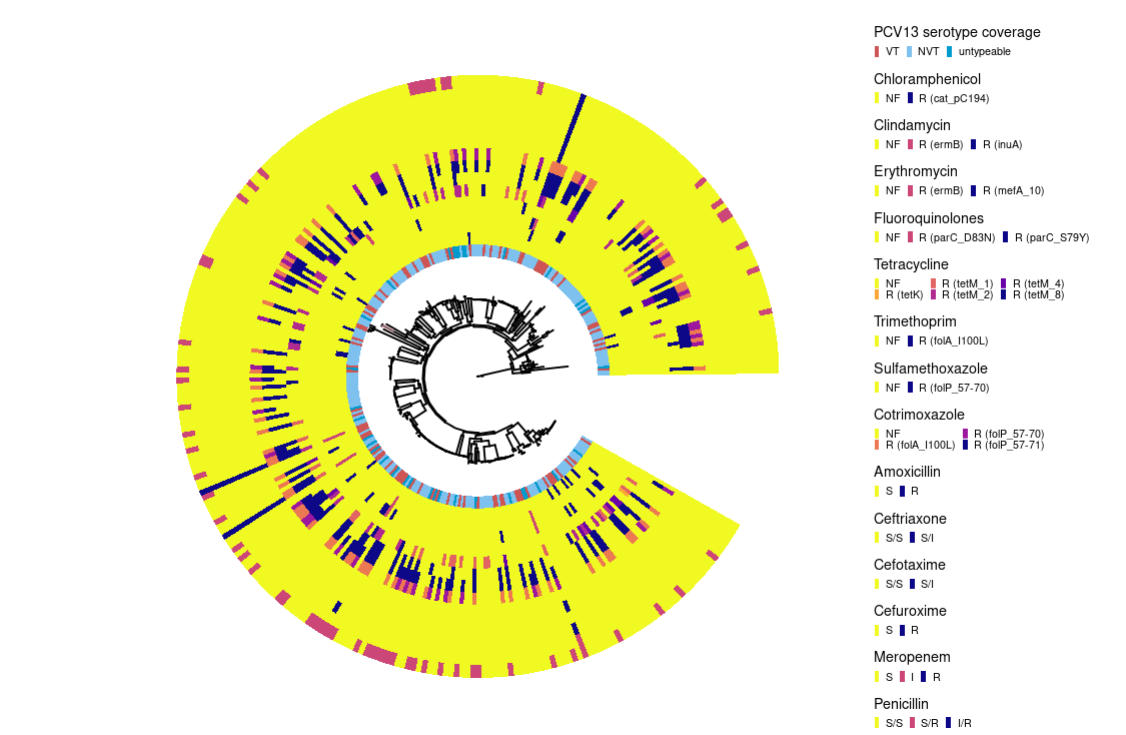 PCV13 serotype coverage
VT NVT untypeable
Chloramphenicol
NF R (cat_pC194)
Clindamycin
NF R (ermB) R (inuA)
Erythromycin
NF R (ermB) R (mefA_10)
Fluoroquinolones
NF R (parC_D83N) R (parC_S79Y)
Tetracycline
NF R (tetM_1) R (tetM_4)
R (tetK) R (tetM_2) R (tetM_8)
Trimethoprim
NF R (folA_I100L)
Sulfamethoxazole
NF R (folP_57-70)
Cotrimoxazole
NF R (folP_57-70)
R (folA_I100L) R (folP_57-71)
Amoxicillin
S R
Ceftriaxone
S/S S/I
Cefotaxime
S/S S/I
Cefuroxime
S R
Meropenem
S I R
Penicillin
S/S S/R I/R